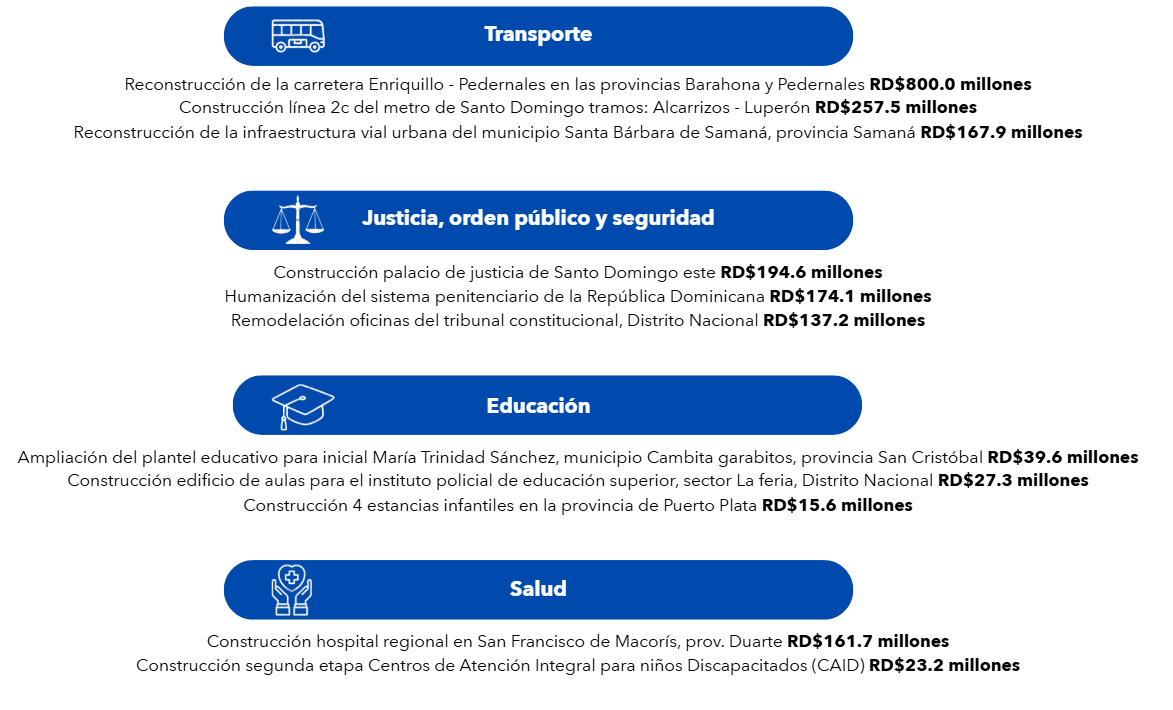 Transporte
Reconstrucción de la carretera Enriquillo - Pedernales en las provincias Barahona y Pedernales RD$800.0 millones
Construcción línea 2c del metro de Santo Domingo tramos: Alcarrizos - Luperón RD$257.5 millones
Reconstrucción de la infraestructura vial urbana del municipio Santa Bárbara de Samaná, provincia Samaná RD$167.9 millones
Justicia, orden público y seguridad
Construcción palacio de justicia de Santo Domingo este RD$194.6 millones
Humanización del sistema penitenciario de la República Dominicana RD$174.1 millones
Remodelación oficinas del tribunal constitucional, Distrito Nacional RD$137.2 millones
Educación
Ampliación del plantel educativo para inicial María Trinidad Sánchez, municipio Cambita garabitos, provincia San Cristóbal RD$39.6 millones
Construcción edificio de aulas para el instituto policial de educación superior, sector La feria, Distrito Nacional RD$27.3 millones
Construcción 4 estancias infantiles en la provincia de Puerto Plata RD$15.6 millones
Salud
Construcción hospital regional en San Francisco de Macorís, prov. Duarte RD$161.7 millones
Construcción segunda etapa Centros de Atención Integral para niños Discapacitados (CAID) RD$23.2 millones